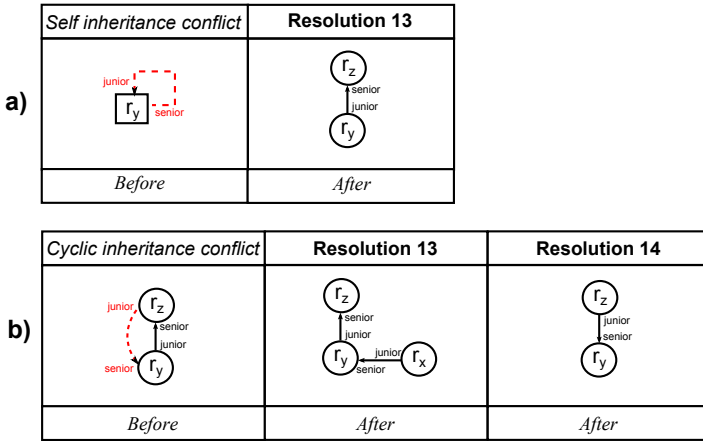 a)
Self inheritance conflict
Resolution 13
junior
senior
r_y
r_z
senior
junior
r_y
Before
After
b)
Cyclic inheritance conflict
Resolution 13
Resolution 14
junior
r_z
senior
junior
senior
r_y
r_z
senior
junior
r_y
junior
senior
r_x
r_z
junior
senior
r_y
Before
After
After